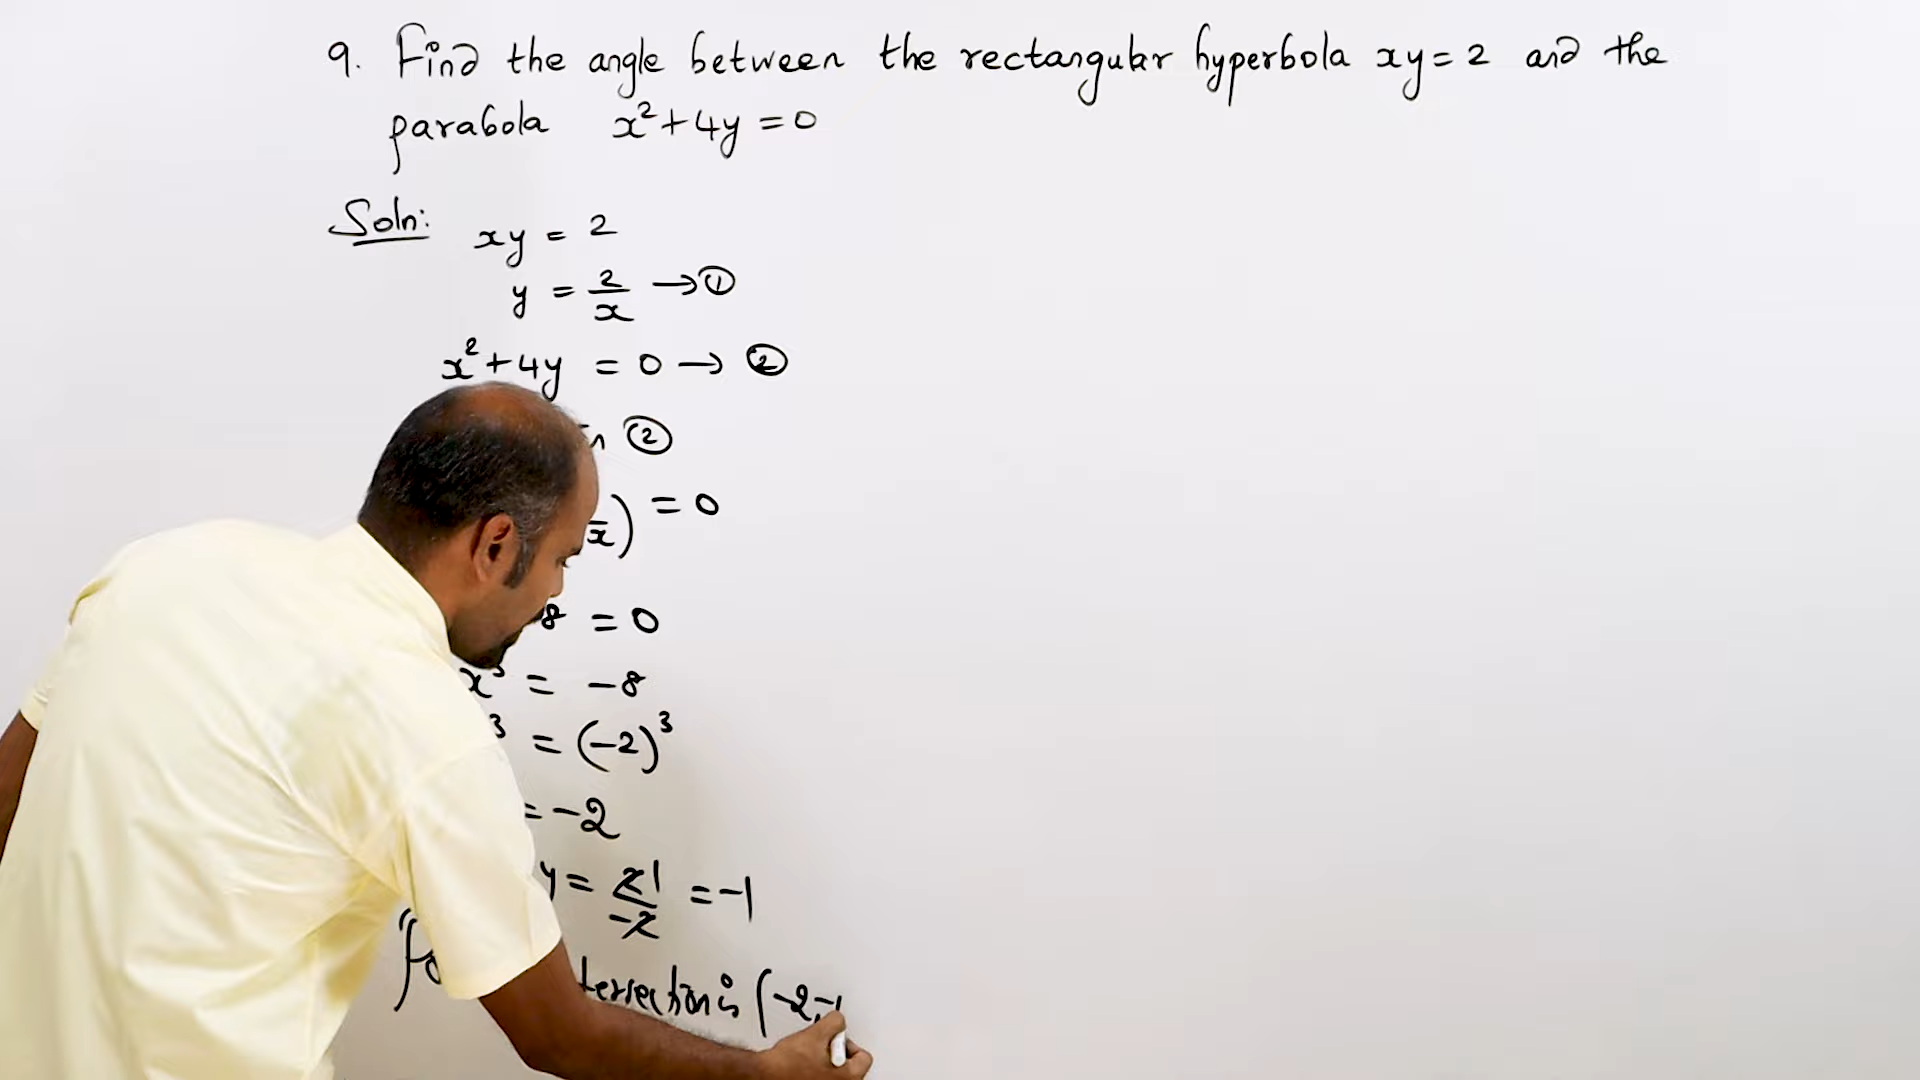 9. Find the angle between the rectangular hyperbola xy = 2 and the
parabola x² + 4y = 0
Soln: xy = 2
y = 2/x → ①
x² + 4y = 0 → ②
②
x) = 0
8 = 0
x³ = -8
3 = (-2)³
= -2
y = 2 1/-2 = -1
tersection is (-2, -1